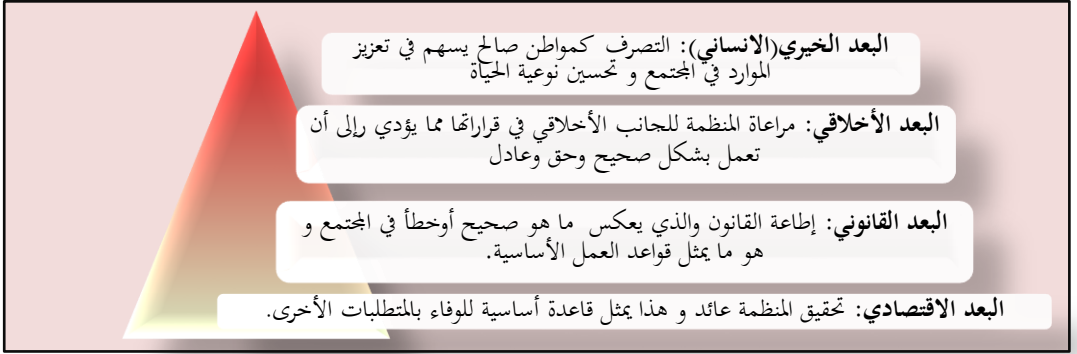 البعد الخيري(الانساني): التصرف كمواطن صالح يسهم في تعزيز
الموارد في المجتمع و تحسين نوعية الحياة
البعد الأخلاقي: مراعاة المنظمة للجانب الأخلاقي في قراراتها مما يؤدي رإلى أن
تعمل بشكل صحيح وحق وعادل
البعد القانوني: إطاعة القانون والذي يعكس ما هو صحيح أوخطأ في المجتمع و
هو ما يمثل قواعد العمل الأساسية.
البعد الاقتصادي: تحقيق المنظمة عائد و هذا يمثل قاعدة أساسية للوفاء بالمتطلبات الأخرى.